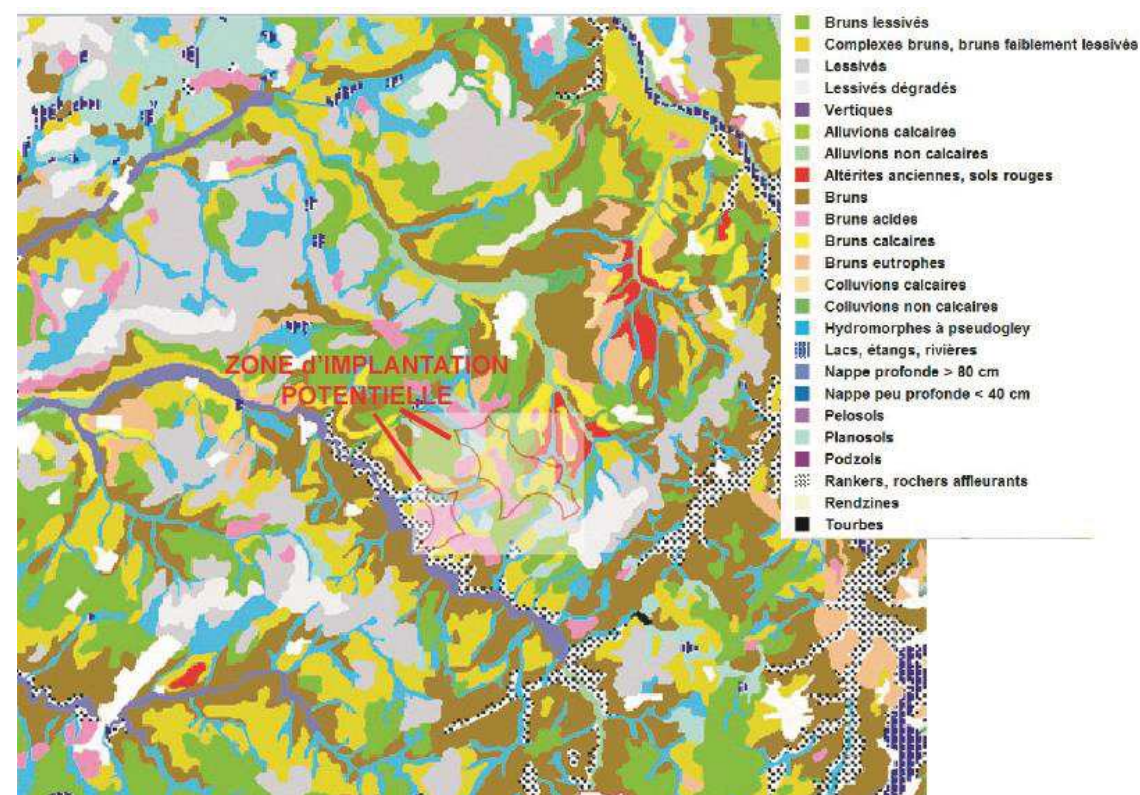 Bruns lessivés
Complexes bruns, bruns faiblement lessivés
Lessivés
Lessivés dégradés
Vertiques
Alluvions calcaires
Alluvions non calcaires
Altérites anciennes, sols rouges
Bruns
Bruns acides
Bruns calcaires
Bruns eutrophes
Colluvions calcaires
Colluvions non calcaires
Hydromorphes à pseudogley
Lacs, étangs, rivières
Nappe profonde > 80 cm
Nappe peu profonde < 40 cm
Pelosols
Planosols
Podzols
Rankers, rochers affleurants
Rendzines
Tourbes
ZONE d'IMPLANTATION
POTENTIELLE